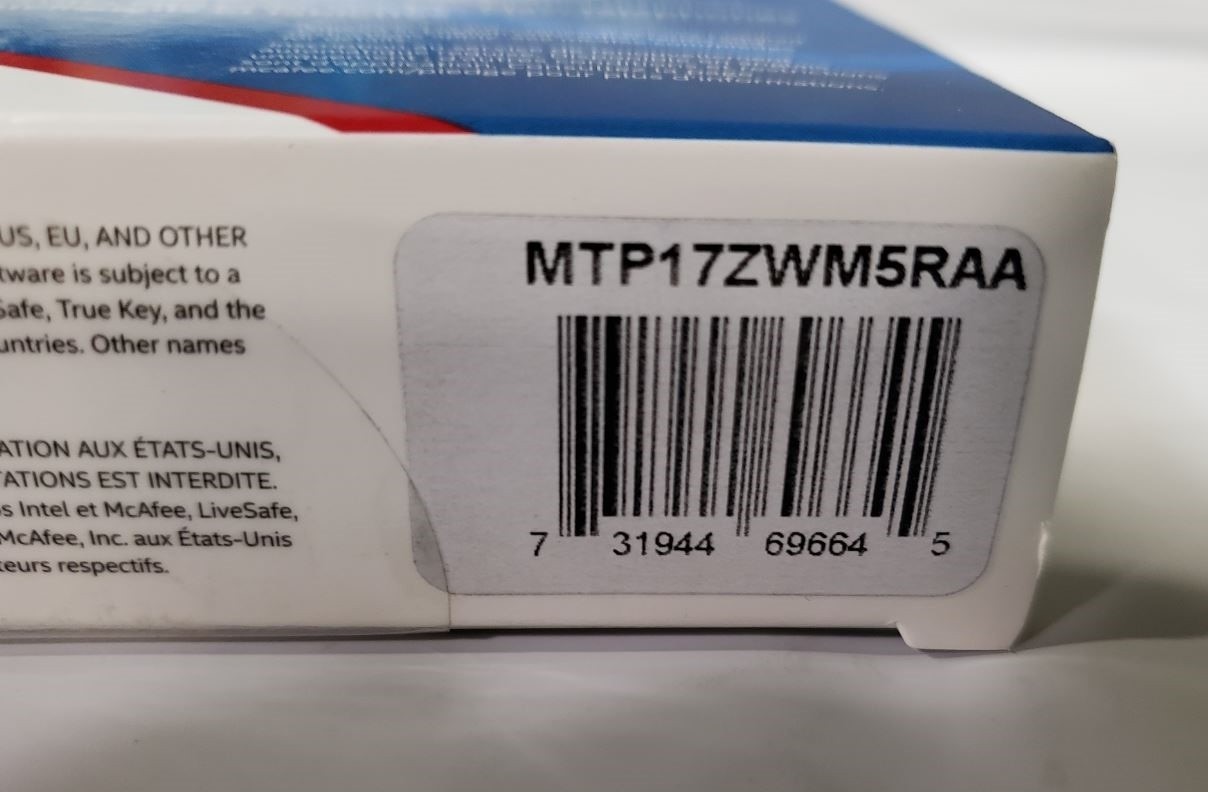 US, EU, AND OTHER
tware is subject to a
Safe, True Key, and the
untries. Other names
ATION AUX ÉTATS-UNIS,
TATIONS EST INTERDITE.
s Intel et McAfee, LiveSafe,
McAfee, Inc. aux États-Unis
teurs respectifs.
MTP17ZWM5RAA
7 31944 69664 5